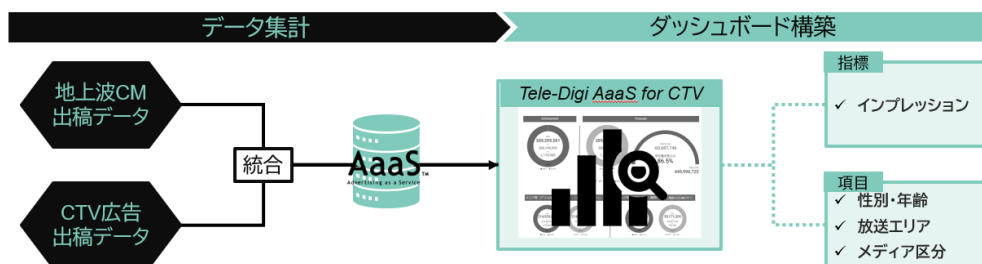 データ集計
ダッシュボード構築
地上波CM
出稿データ
CTV広告
出稿データ
統合
AaaS™
Advertising as a Service
Tele-Digi AaaS for CTV
指標
✓ インプレッション
項目
✓ 性別・年齢
✓ 放送エリア
✓ メディア区分